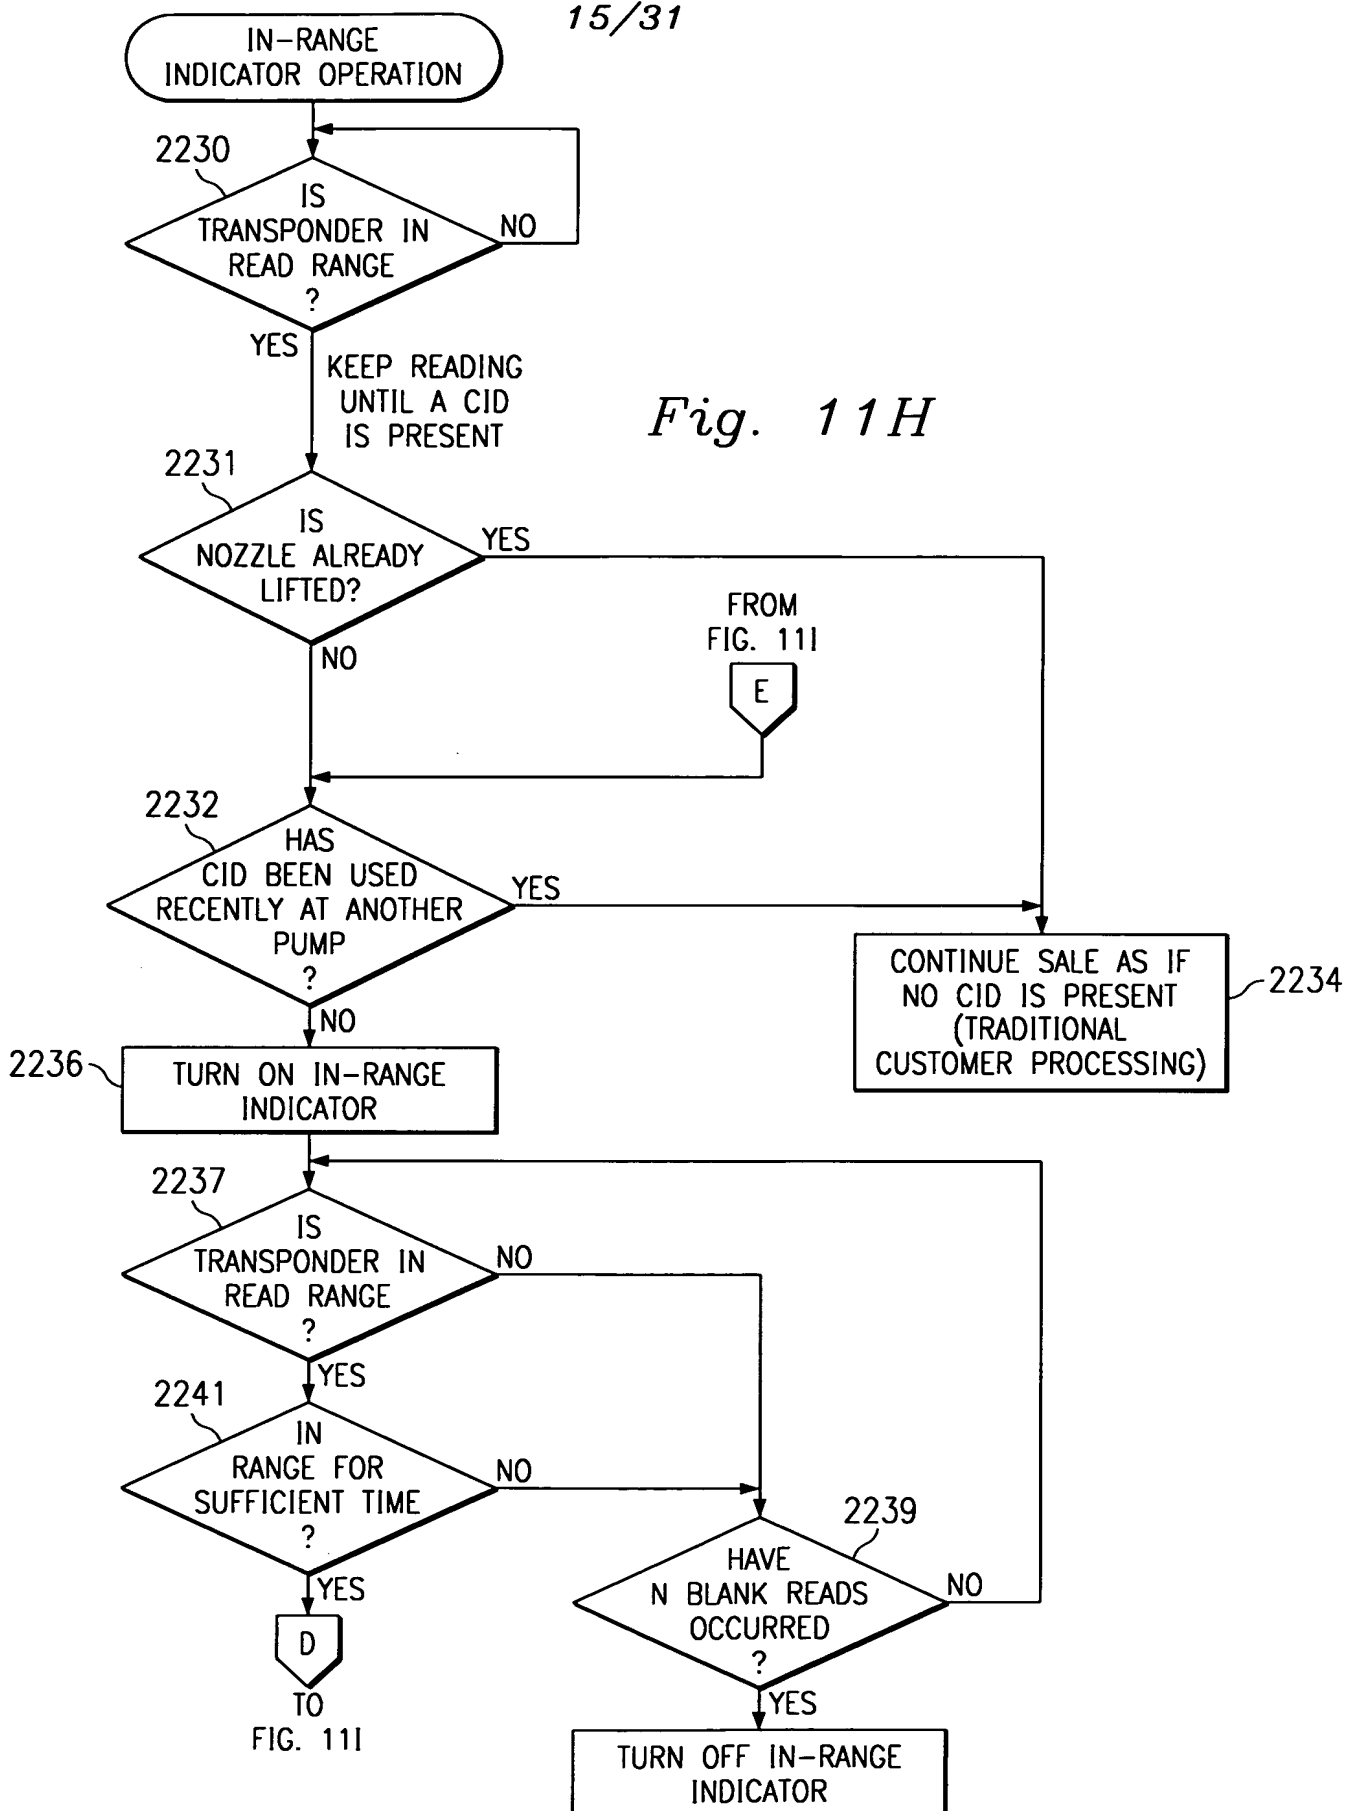 15/31
IN-RANGE
INDICATOR OPERATION
2230
IS
TRANSPONDER IN
READ RANGE
?
NO
YES
KEEP READING
UNTIL A CID
IS PRESENT
Fig. 11H
2231
IS
NOZZLE ALREADY
LIFTED?
YES
NO
FROM
FIG. 11I
E
2232
HAS
CID BEEN USED
RECENTLY AT ANOTHER
PUMP
?
YES
NO
CONTINUE SALE AS IF
NO CID IS PRESENT
(TRADITIONAL
CUSTOMER PROCESSING)
2234
2236
TURN ON IN-RANGE
INDICATOR
2237
IS
TRANSPONDER IN
READ RANGE
?
NO
YES
2241
IN
RANGE FOR
SUFFICIENT TIME
?
NO
YES
D
TO
FIG. 11I
2239
HAVE
N BLANK READS
OCCURRED
?
NO
YES
TURN OFF IN-RANGE
INDICATOR